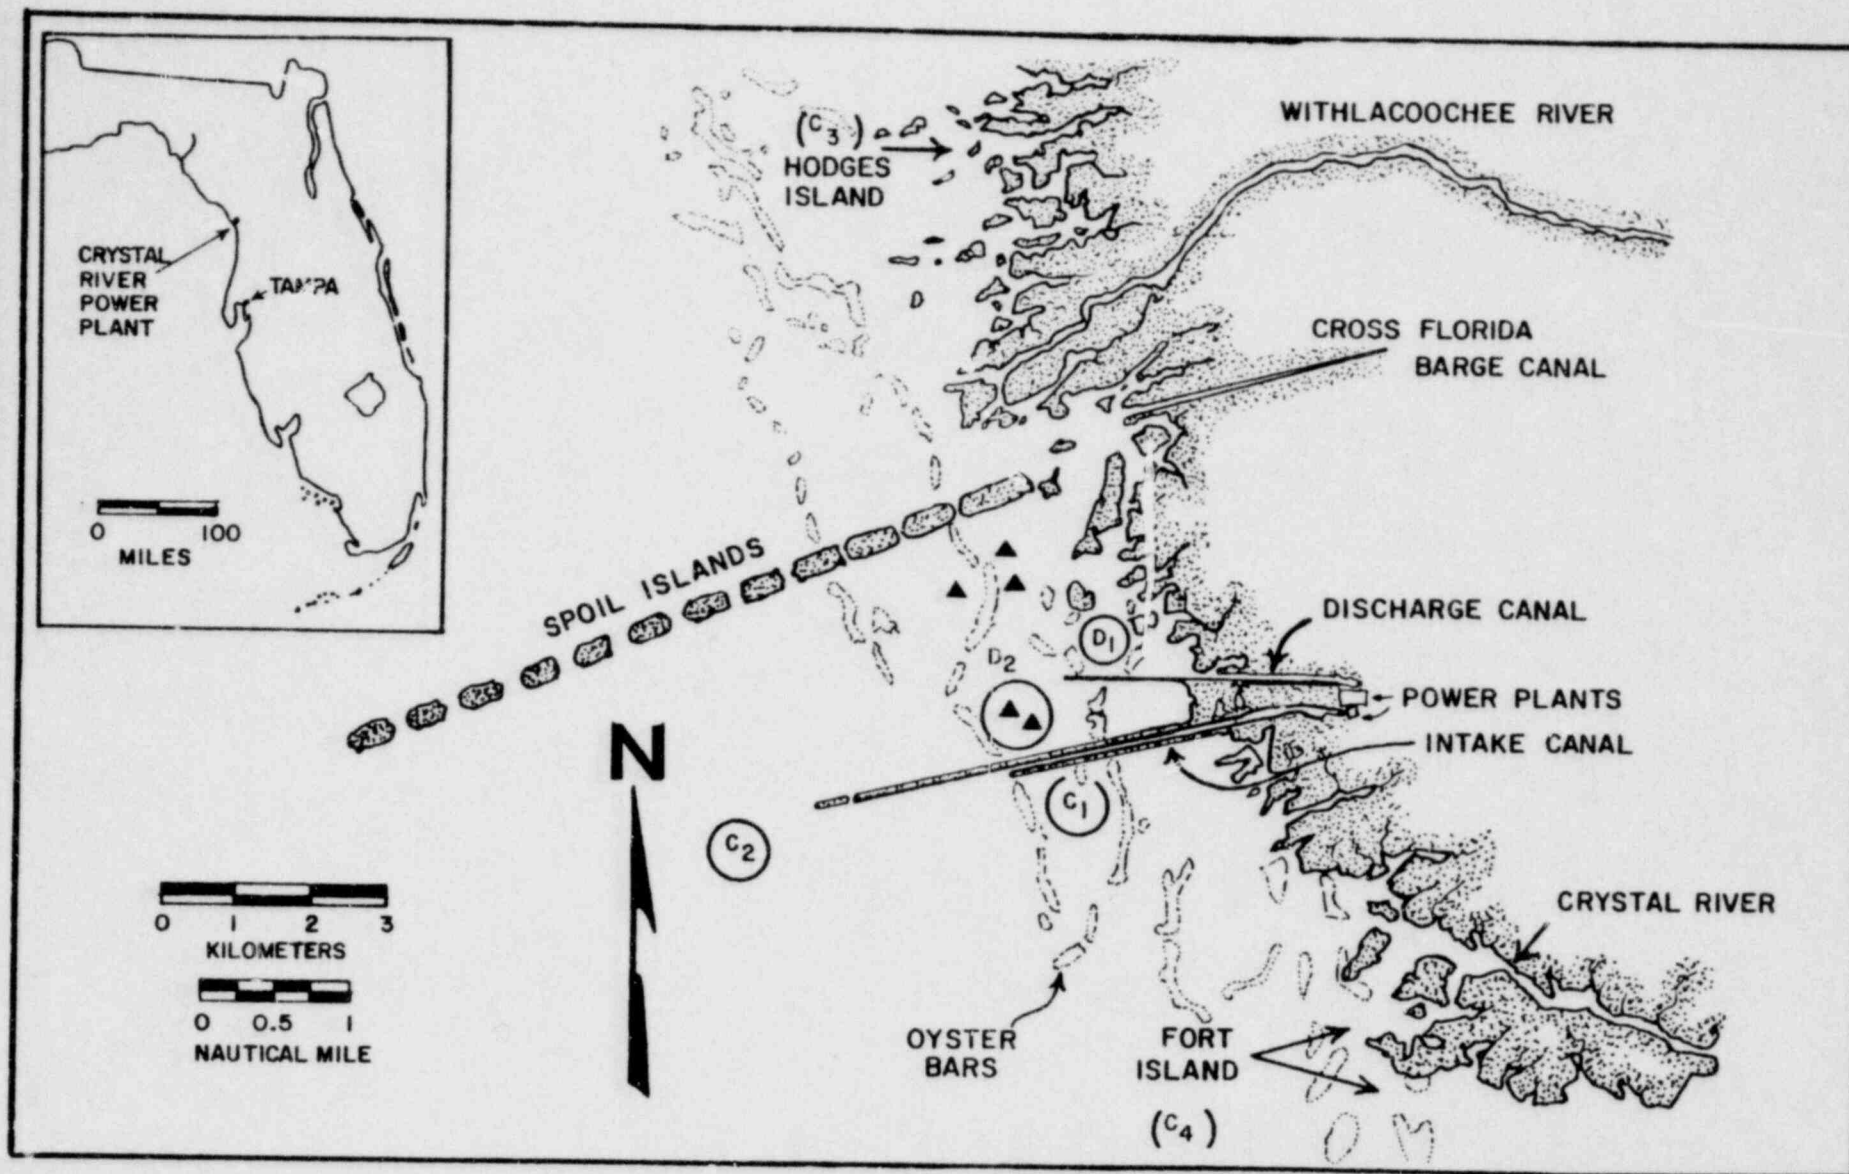 CRYSTAL
RIVER
POWER
PLANT
TAMPA
0 100
MILES
(C3)
HODGES
ISLAND
WITHLACOOCHEE RIVER
CROSS FLORIDA
BARGE CANAL
SPOIL ISLANDS
D1
DISCHARGE CANAL
D2
POWER PLANTS
INTAKE CANAL
N
C1
C2
0 1 2 3
KILOMETERS
0 0.5 1
NAUTICAL MILE
CRYSTAL RIVER
OYSTER
BARS
FORT
ISLAND
(C4)